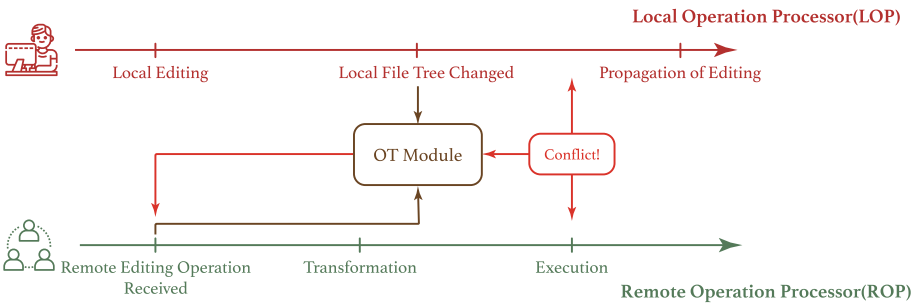 Local Operation Processor(LOP)
Local Editing
Local File Tree Changed
Propagation of Editing
OT Module
Conflict!
Remote Editing Operation
Received
Transformation
Execution
Remote Operation Processor(ROP)